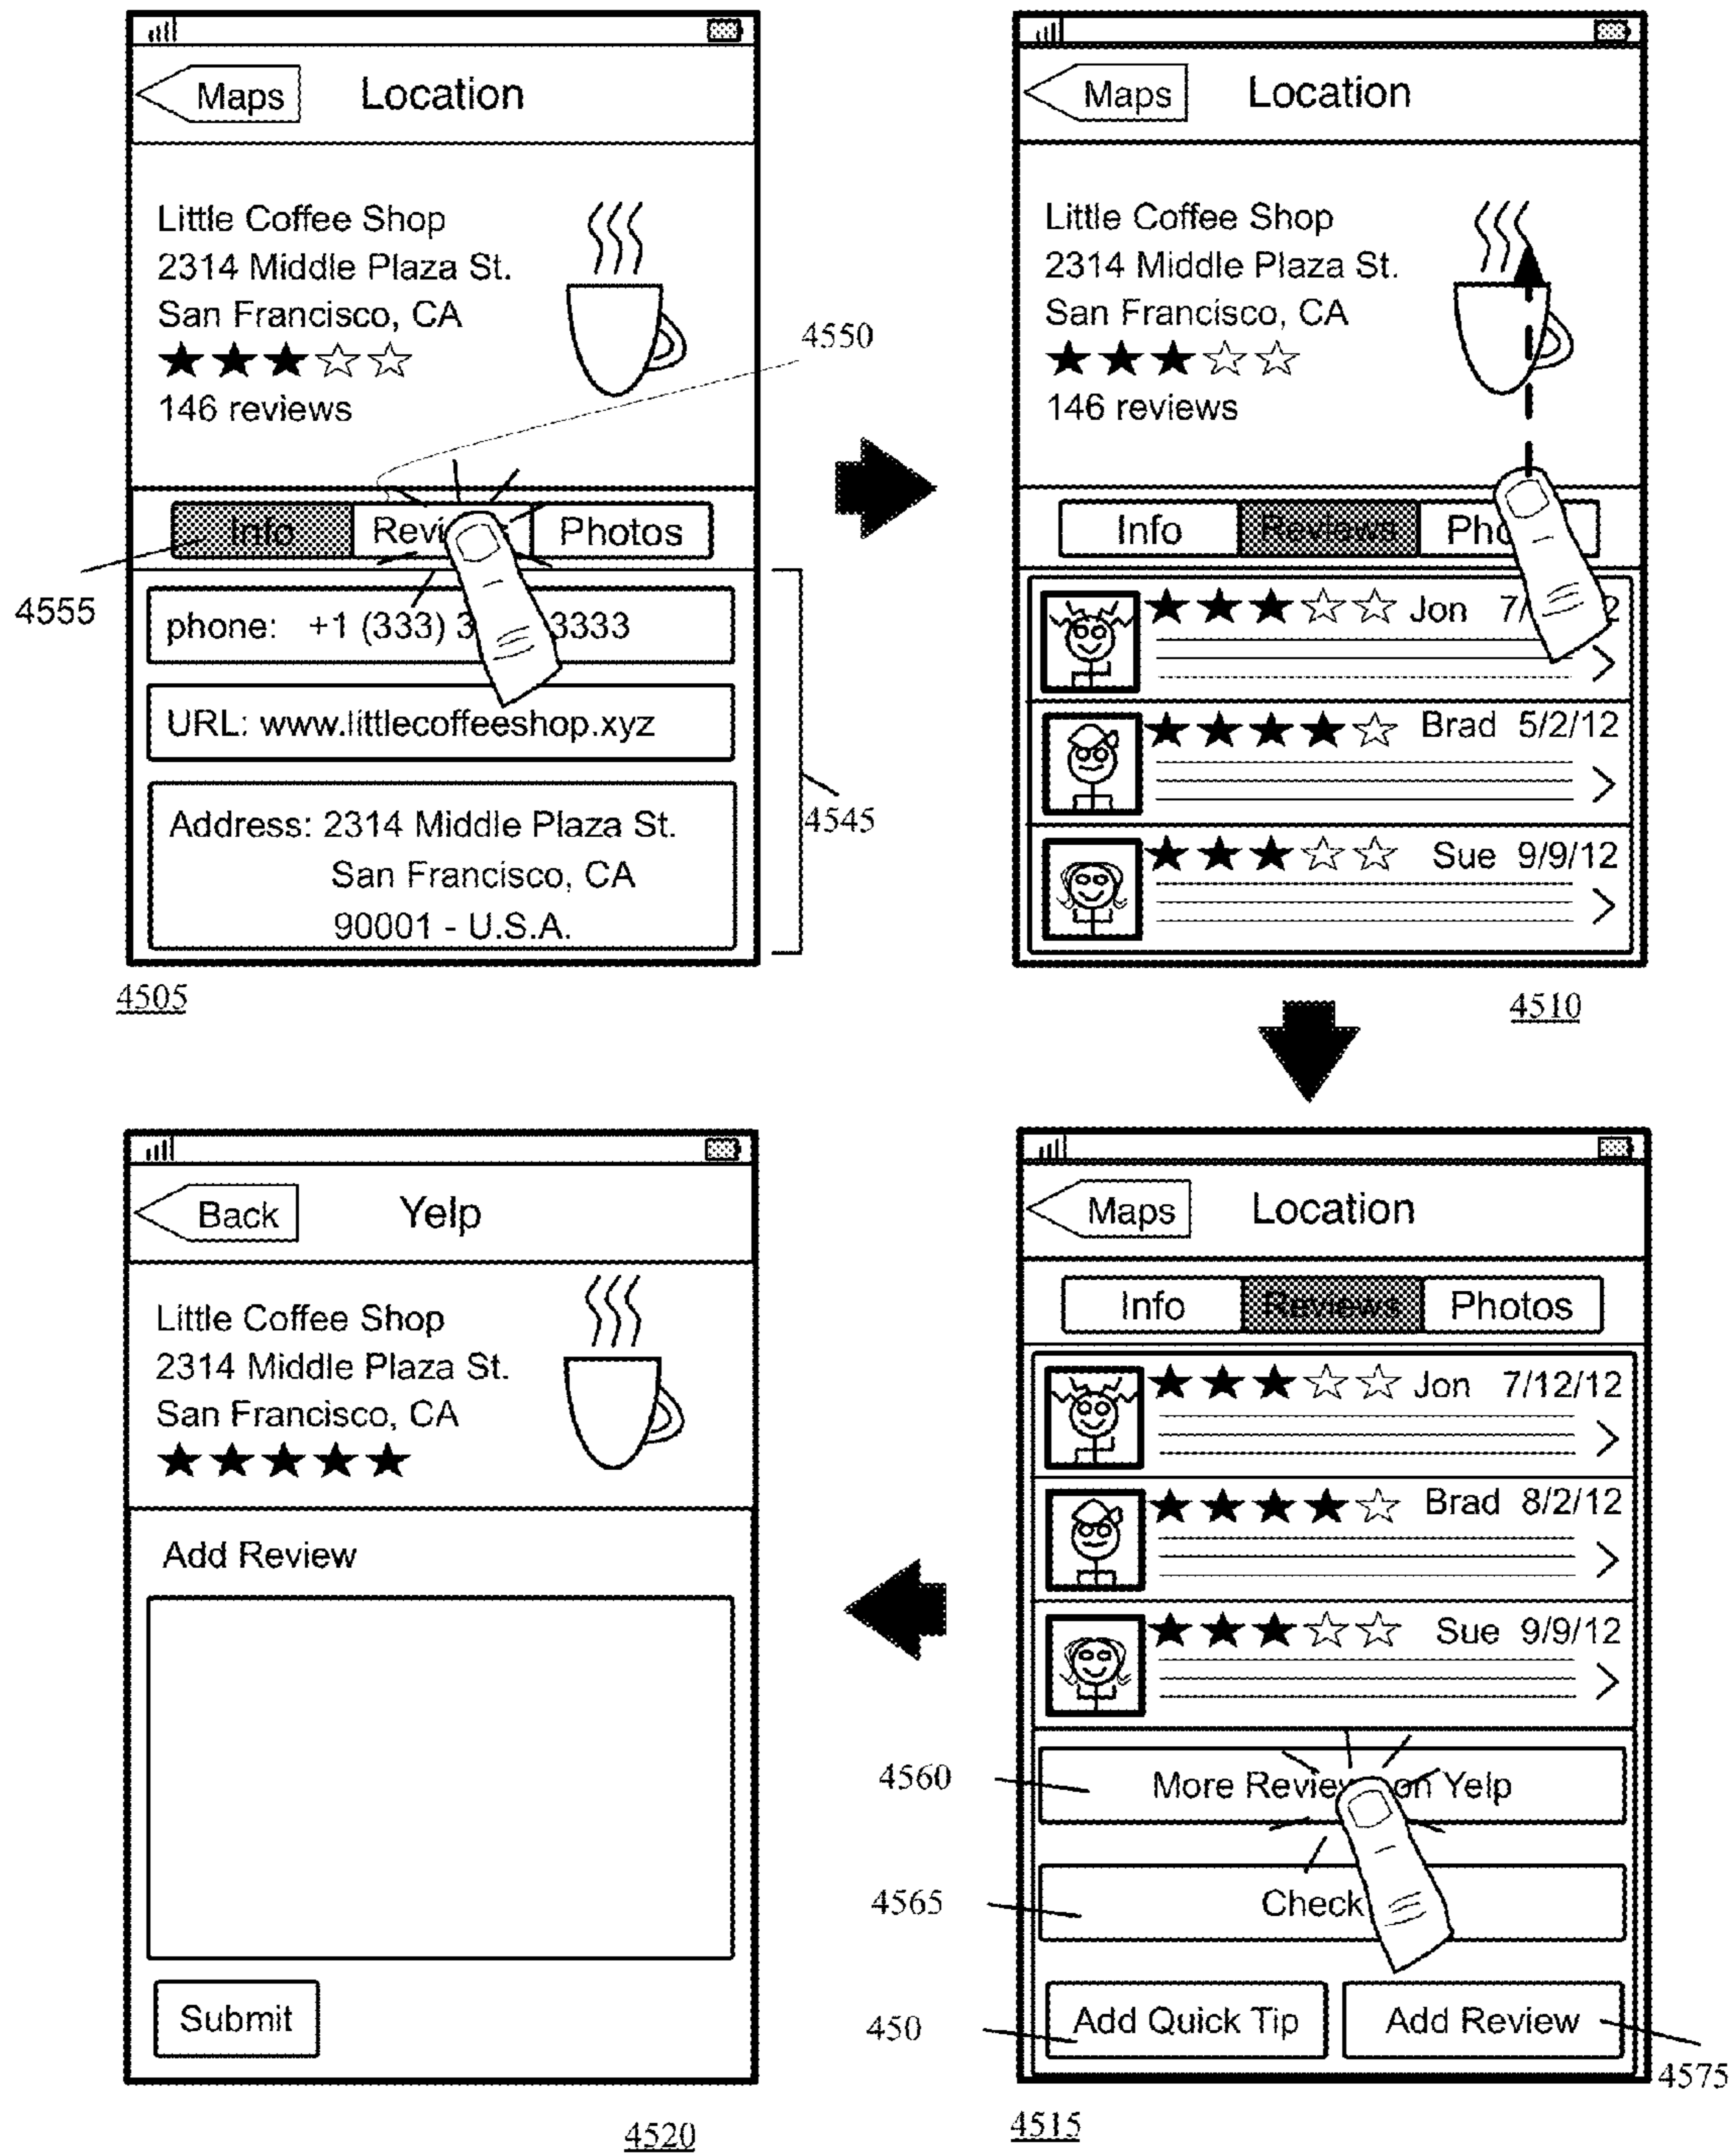 Maps Location
Little Coffee Shop
2314 Middle Plaza St.
San Francisco, CA
146 reviews
4550
Info Photos
4555
phone: +1 (333) 3 3333
URL: www.littlecoffeeshop.xyz
Address: 2314 Middle Plaza St.
San Francisco, CA
90001 - U.S.A.
4545
4505
Maps Location
Little Coffee Shop
2314 Middle Plaza St.
San Francisco, CA
146 reviews
Info Reviews
Jon
Brad 5/2/12
Sue 9/9/12
4510
Maps Location
Info Reviews Photos
Jon 7/12/12
Brad 8/2/12
Sue 9/9/12
4560
More on Yelp
4565
Check
450
Add Quick Tip Add Review
4575
4515
Back Yelp
Little Coffee Shop
2314 Middle Plaza St.
San Francisco, CA
Add Review
Submit
4520